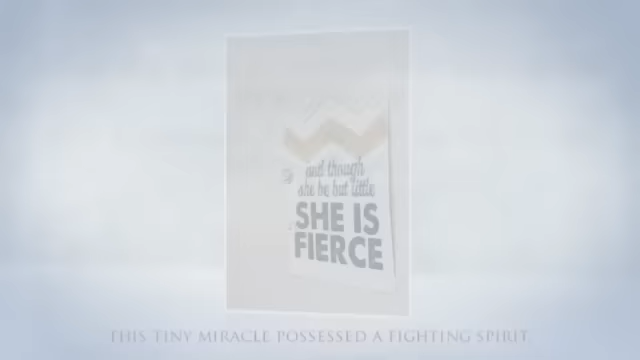 and though
she be but little
SHE IS
FIERCE
THIS TINY MIRACLE POSSESSED A FIGHTING SPIRIT